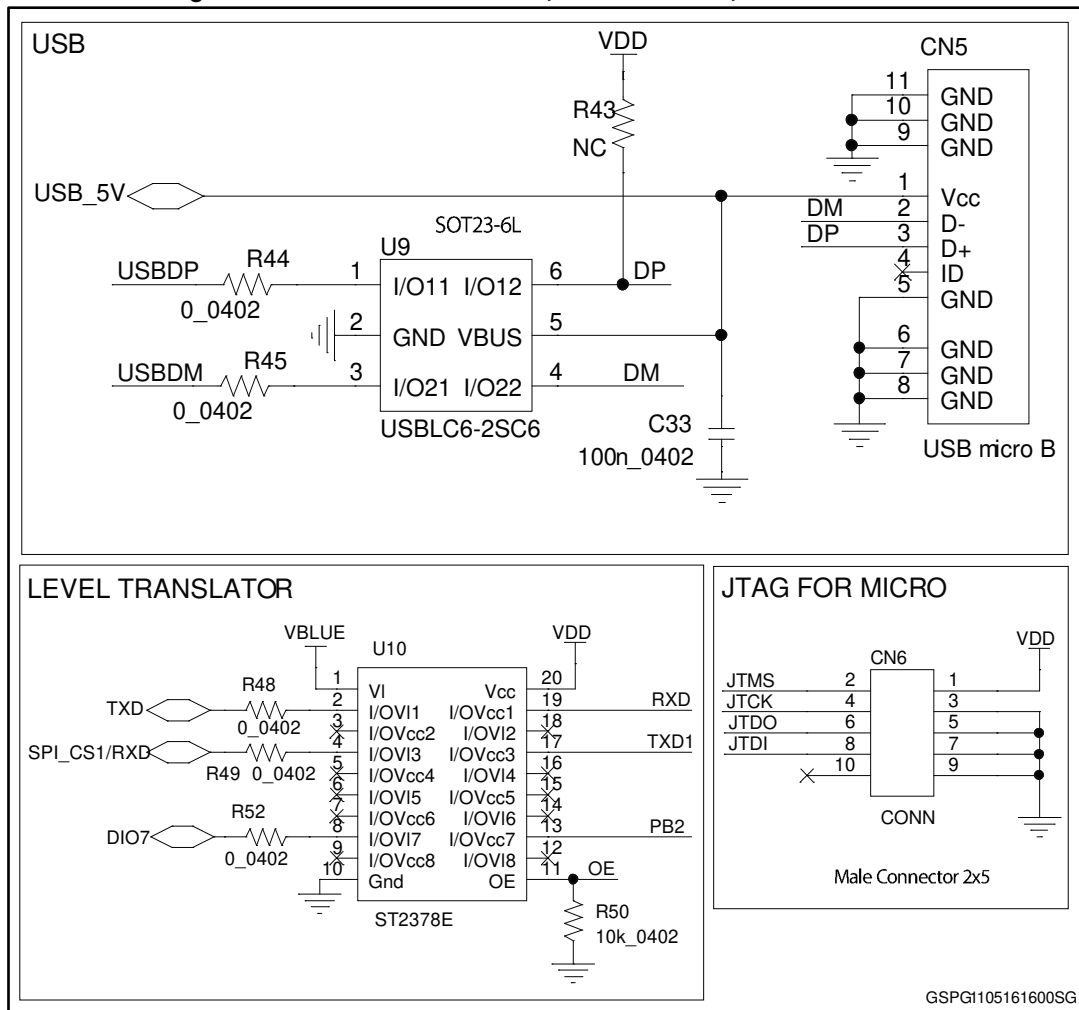 USB
VDD
CN5
R43
NC
11 GND
10 GND
9 GND
USB_5V
1 Vcc
DM 2 D-
DP 3 D+
4 ID
5 GND
6 GND
7 GND
8 GND
USB micro B
SOT23-6L
U9
USBDP R44 1 I/O11 I/O12 6 DP
0_0402
2 GND VBUS 5
USBDM R45 3 I/O21 I/O22 4 DM
0_0402
USBLC6-2SC6
C33
100n_0402
LEVEL TRANSLATOR
VBLUE U10 VDD
1 VI Vcc 20
TXD R48 2 I/OVI1 I/OVcc1 19 RXD
0_0402
3 I/OVcc2 I/OVI2 18
SPI_CS1/RXD 4 I/OVI3 I/OVcc3 17 TXD1
R49 0_0402
5 I/OVcc4 I/OVI4 16
6 I/OVI5 I/OVcc5 15
7 I/OVcc6 I/OVI6 14
DIO7 R52 8 I/OVI7 I/OVcc7 13 PB2
0_0402
9 I/OVcc8 I/OVI8 12
10 Gnd OE 11 OE
ST2378E
R50
10k_0402
JTAG FOR MICRO
VDD
CN6
JTMS 2 1
JTCK 4 3
JTDO 6 5
JTDI 8 7
10 9
CONN
Male Connector 2x5
GSPG1105161600SG